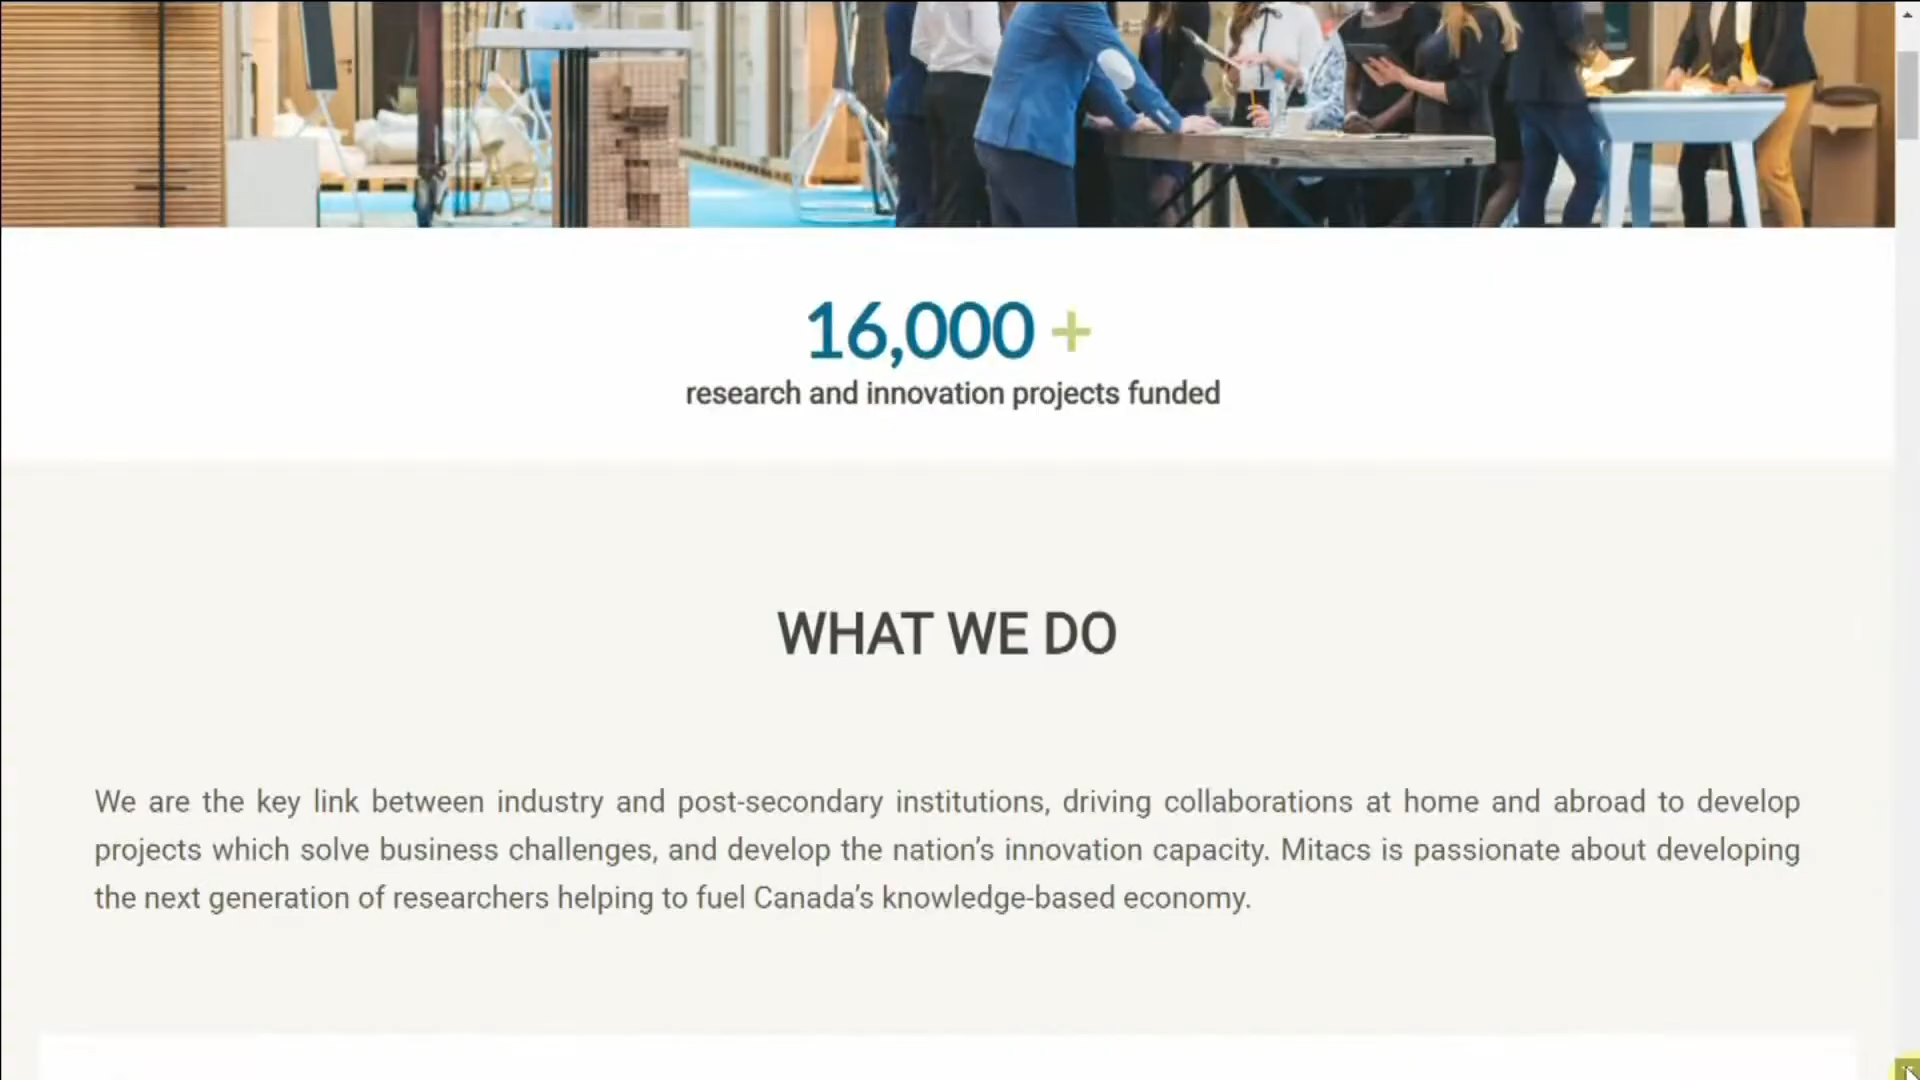 16,000 +
research and innovation projects funded
WHAT WE DO
We are the key link between industry and post-secondary institutions, driving collaborations at home and abroad to develop
projects which solve business challenges, and develop the nation’s innovation capacity. Mitacs is passionate about developing
the next generation of researchers helping to fuel Canada’s knowledge-based economy.